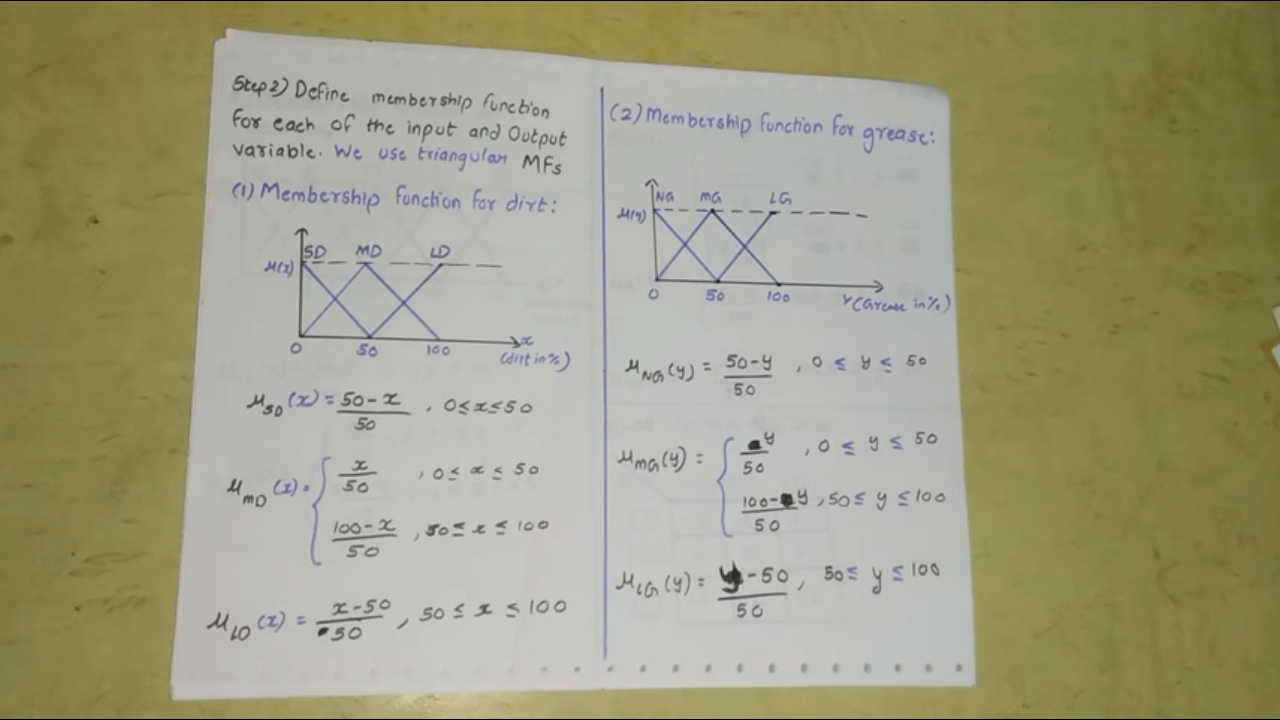 Step2) Define membership function
for each of the input and Output
variable. We use triangular MFs
(1) Membership function for dirt:
SD MD LD
μ(x)
0 50 100 x
(dirt in %)
μSD(x) = 50-x / 50 , 0≤x≤50
μMD(x) = { x / 50 , 0≤ x ≤ 50
100-x / 50 , 50≤ x ≤ 100
μLD(x) = x-50 / 50 , 50 ≤ x ≤ 100
(2) Membership function for grease:
NG MG LG
μ(y)
0 50 100 Y (Grease in %)
μNG(y) = 50-y / 50 , 0 ≤ y ≤ 50
μMG(y) = { y / 50 , 0 ≤ y ≤ 50
100-y / 50 , 50≤ y ≤100
μLG(y) = y-50 / 50 , 50≤ y ≤100